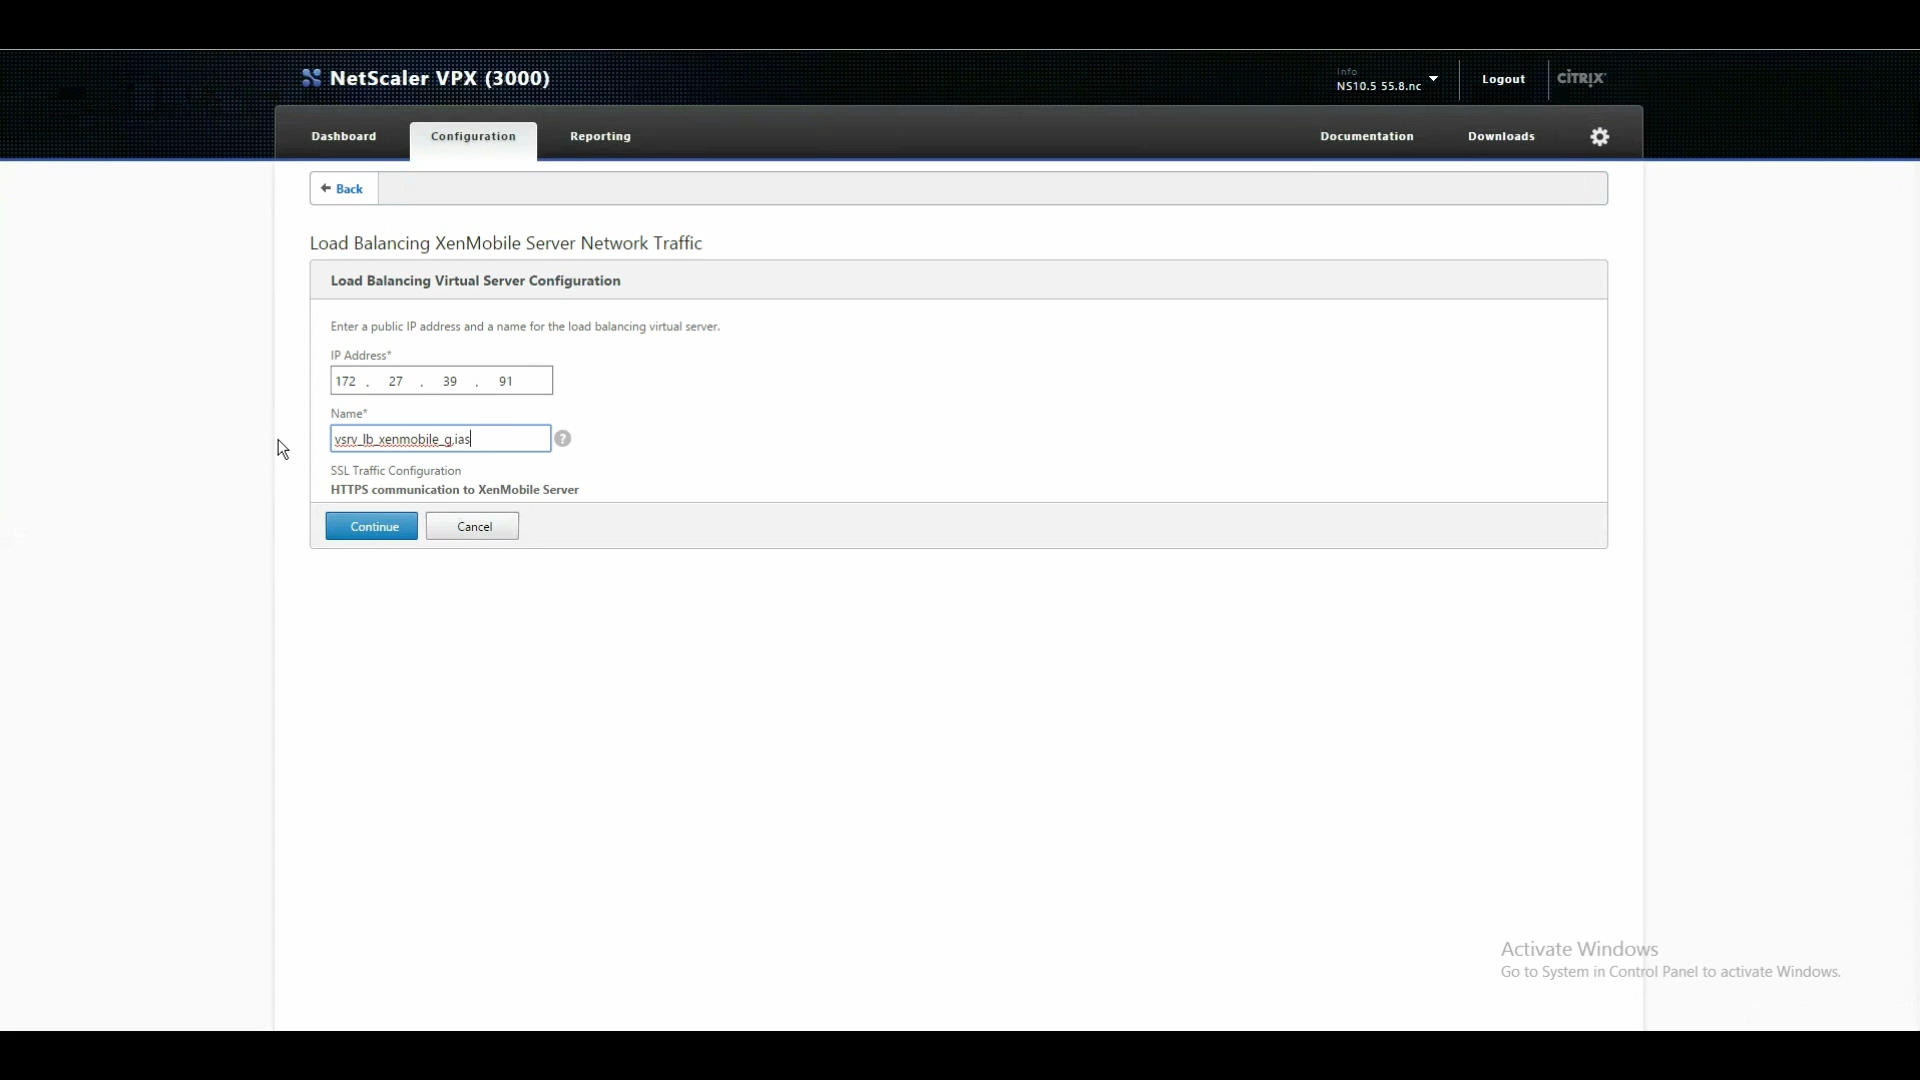 NetScaler VPX (3000)
Info
NS10.5 55.8.nc
Logout
CITRIX
Dashboard
Configuration
Reporting
Documentation
Downloads
Back
Load Balancing XenMobile Server Network Traffic
Load Balancing Virtual Server Configuration
Enter a public IP address and a name for the load balancing virtual server.
IP Address*
172 . 27 . 39 . 91
Name*
vsrv_lb_xenmobile_g,ias
?
SSL Traffic Configuration
HTTPS communication to XenMobile Server
Continue
Cancel
Activate Windows
Go to System in Control Panel to activate Windows.